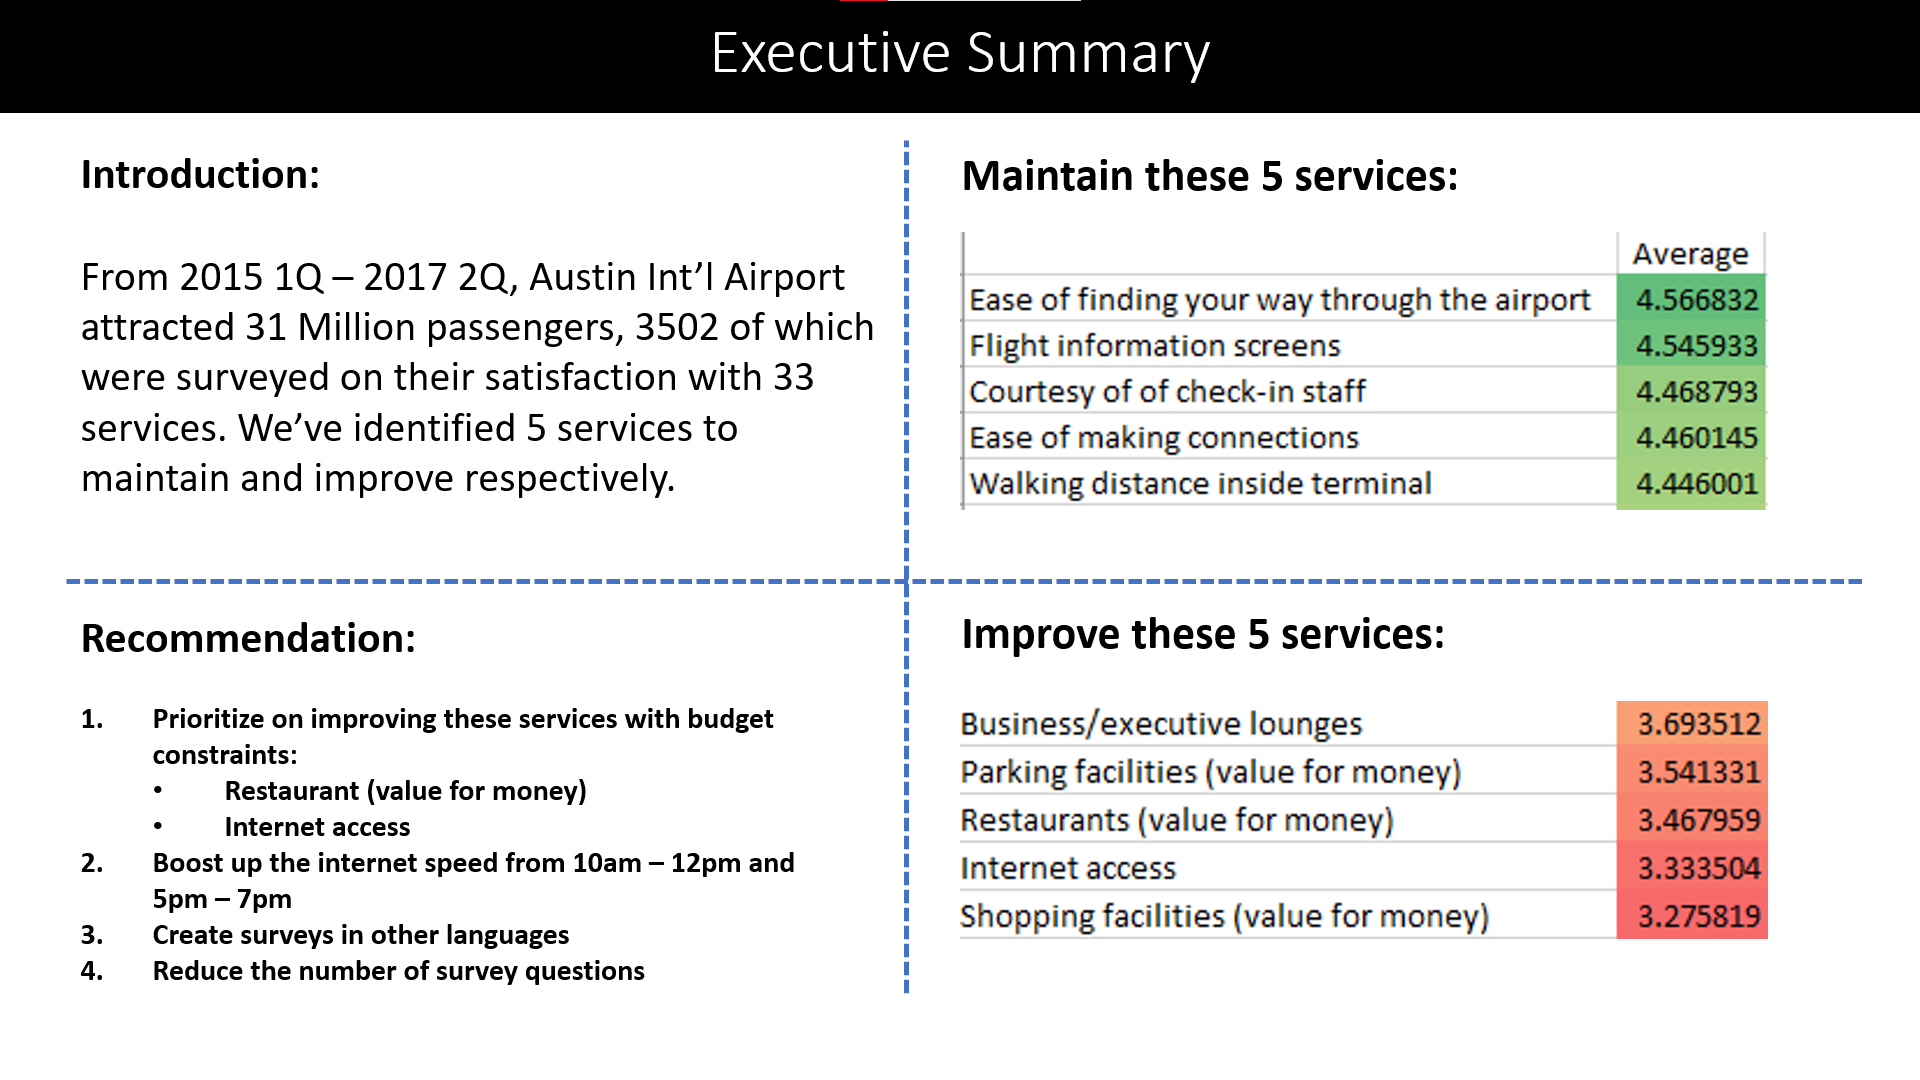 Executive Summary
Introduction:
From 2015 1Q – 2017 2Q, Austin Int’l Airport
attracted 31 Million passengers, 3502 of which
were surveyed on their satisfaction with 33
services. We’ve identified 5 services to
maintain and improve respectively.
Maintain these 5 services:
Average
Ease of finding your way through the airport 4.566832
Flight information screens 4.545933
Courtesy of of check-in staff 4.468793
Ease of making connections 4.460145
Walking distance inside terminal 4.446001
Recommendation:
1. Prioritize on improving these services with budget
constraints:
• Restaurant (value for money)
• Internet access
2. Boost up the internet speed from 10am – 12pm and
5pm – 7pm
3. Create surveys in other languages
4. Reduce the number of survey questions
Improve these 5 services:
Business/executive lounges 3.693512
Parking facilities (value for money) 3.541331
Restaurants (value for money) 3.467959
Internet access 3.333504
Shopping facilities (value for money) 3.275819